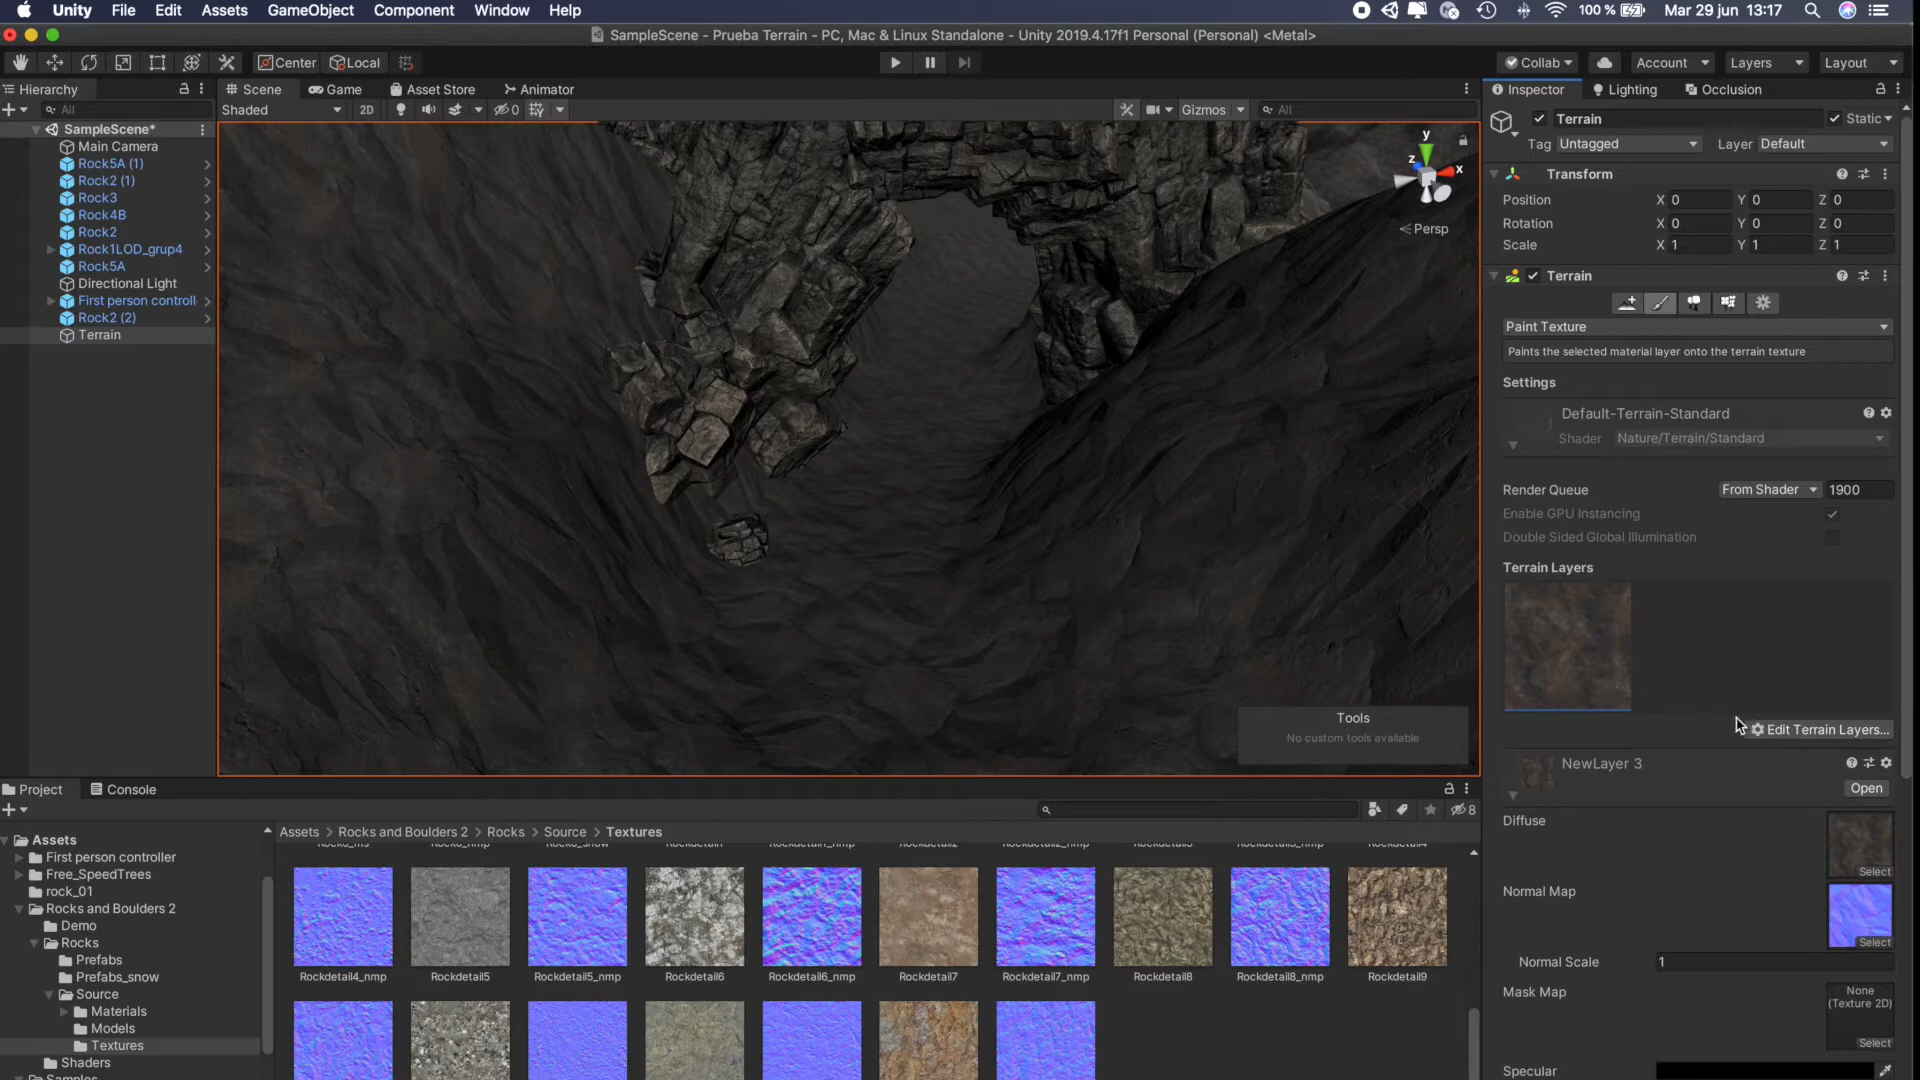 Unity File Edit Assets GameObject Component Window Help 100 % Mar 29 jun 13:17
SampleScene - Prueba Terrain - PC, Mac & Linux Standalone - Unity 2019.4.17f1 Personal (Personal) <Metal>
Center Local Collab Account Layers Layout
Hierarchy Scene Game Asset Store Animator Inspector Lighting Occlusion
All Shaded 2D 0 Gizmos All
SampleScene*
Main Camera
Rock5A (1)
Rock2 (1)
Rock3
Rock4B
Rock2
Rock1LOD_grup4
Rock5A
Directional Light
First person controll
Rock2 (2)
Terrain
y
z
x
Persp
Tools
No custom tools available
Terrain Static
Tag Untagged Layer Default
Transform
Position X 0 Y 0 Z 0
Rotation X 0 Y 0 Z 0
Scale X 1 Y 1 Z 1
Terrain
Paint Texture
Paints the selected material layer onto the terrain texture
Settings
Default-Terrain-Standard
Shader Nature/Terrain/Standard
Render Queue From Shader 1900
Enable GPU Instancing
Double Sided Global Illumination
Terrain Layers
Edit Terrain Layers...
NewLayer 3
Open
Diffuse
Select
Normal Map
Select
Normal Scale 1
Mask Map None
(Texture 2D)
Select
Specular
Project Console
8
Assets
First person controller
Free_SpeedTrees
rock_01
Rocks and Boulders 2
Demo
Rocks
Prefabs
Prefabs_snow
Source
Materials
Models
Textures
Shaders
Samples
Assets > Rocks and Boulders 2 > Rocks > Source > Textures
Rockdetail4_nmp Rockdetail5 Rockdetail5_nmp Rockdetail6 Rockdetail6_nmp Rockdetail7 Rockdetail7_nmp Rockdetail8 Rockdetail8_nmp Rockdetail9